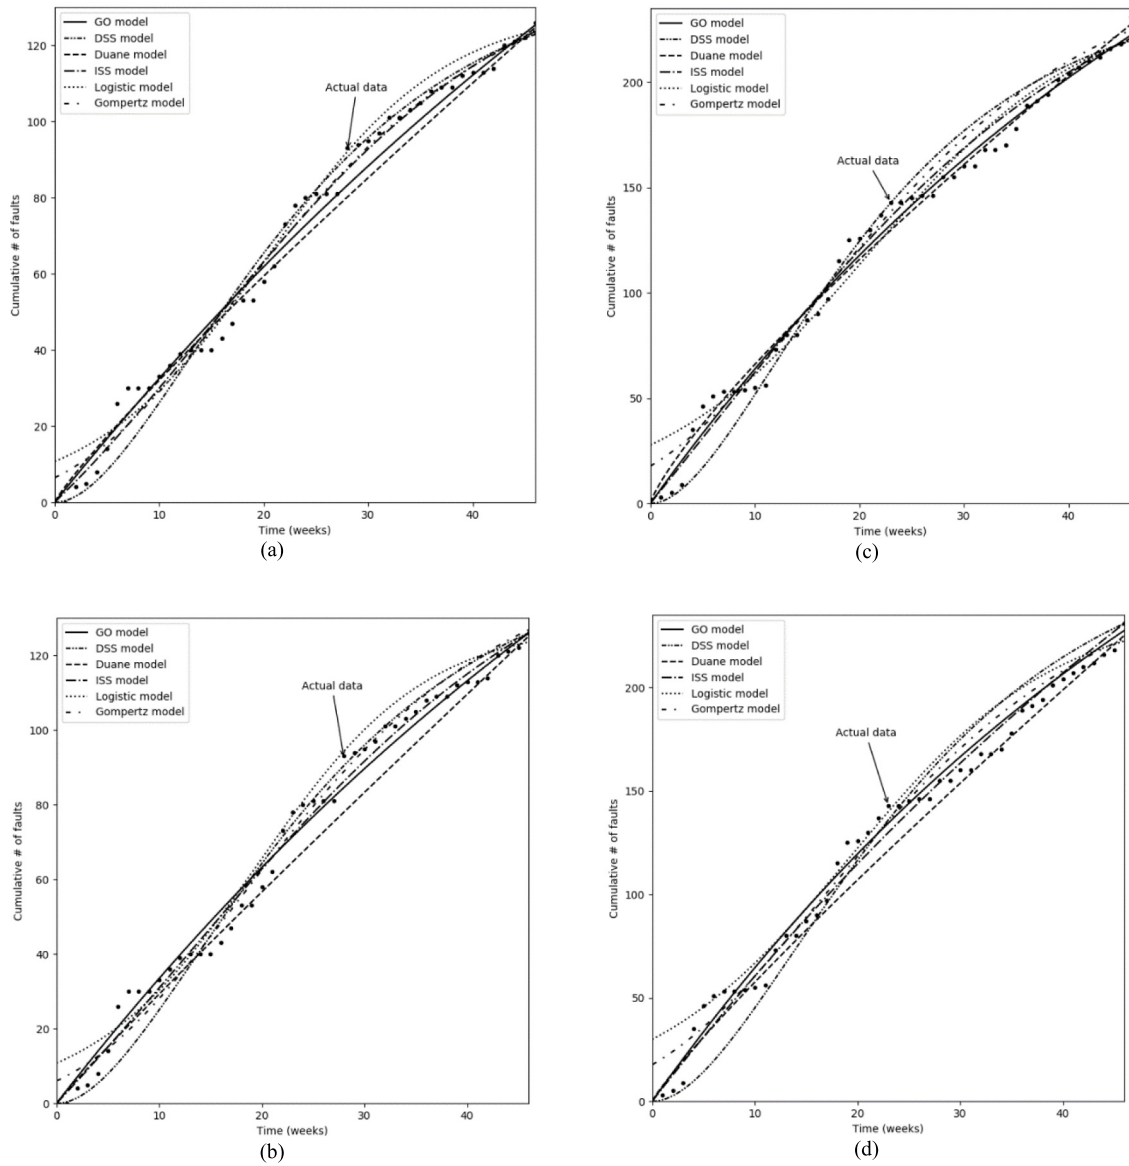 GO model
DSS model
Duane model
ISS model
Logistic model
Gompertz model
Actual data
Cumulative # of faults
120
100
80
60
40
20
0
0 10 20 30 40
Time (weeks)
(a)
GO model
DSS model
Duane model
ISS model
Logistic model
Gompertz model
Actual data
Cumulative # of faults
200
150
100
50
0
0 10 20 30 40
Time (weeks)
(c)
GO model
DSS model
Duane model
ISS model
Logistic model
Gompertz model
Actual data
Cumulative # of faults
120
100
80
60
40
20
0
0 10 20 30 40
Time (weeks)
(b)
GO model
DSS model
Duane model
ISS model
Logistic model
Gompertz model
Actual data
Cumulative # of faults
200
150
100
50
0
0 10 20 30 40
Time (weeks)
(d)